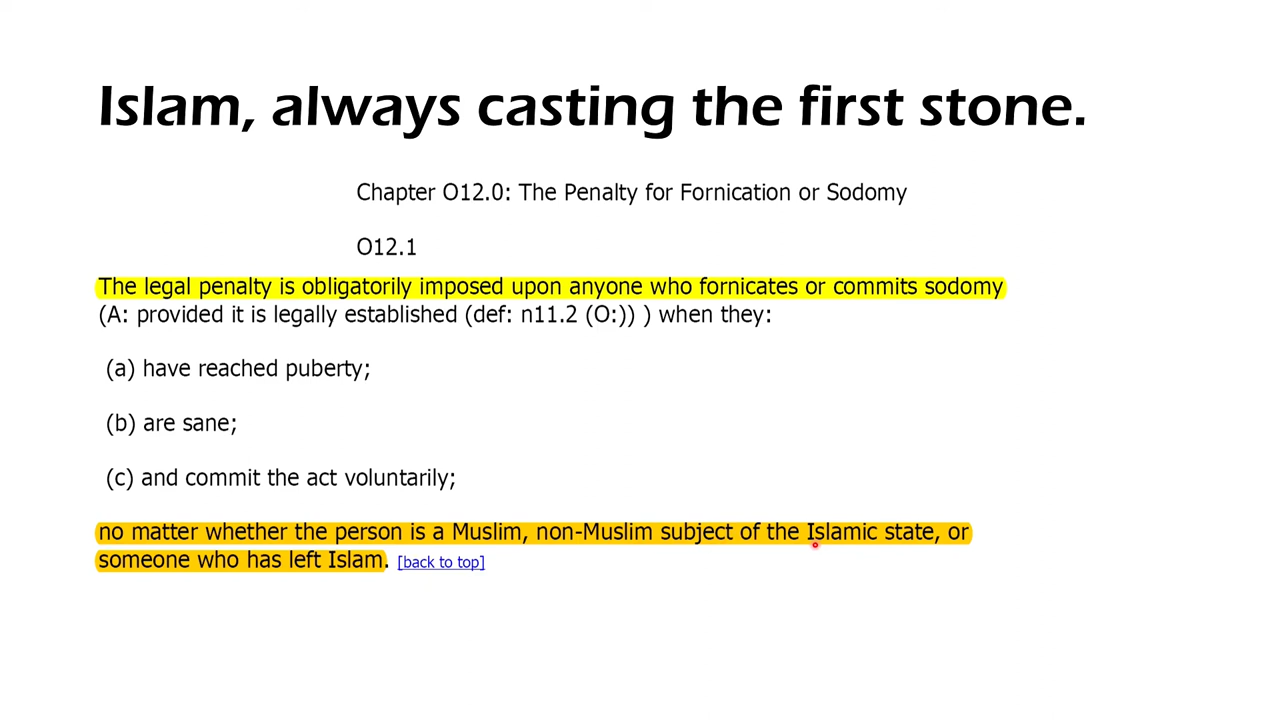 Islam, always casting the first stone.
Chapter O12.0: The Penalty for Fornication or Sodomy
O12.1
The legal penalty is obligatorily imposed upon anyone who fornicates or commits sodomy
(A: provided it is legally established (def: n11.2 (O:)) ) when they:
(a) have reached puberty;
(b) are sane;
(c) and commit the act voluntarily;
no matter whether the person is a Muslim, non-Muslim subject of the Islamic state, or
someone who has left Islam. [back to top]